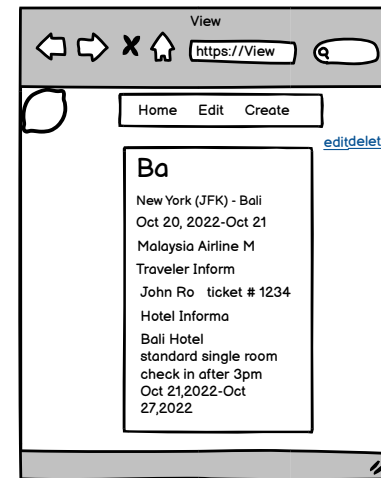 View
https://View
Home Edit Create
editdelet
Ba
New York (JFK) - Bali
Oct 20, 2022-Oct 21
Malaysia Airline M
Traveler Inform
John Ro ticket # 1234
Hotel Informa
Bali Hotel
standard single room
check in after 3pm
Oct 21,2022-Oct
27,2022